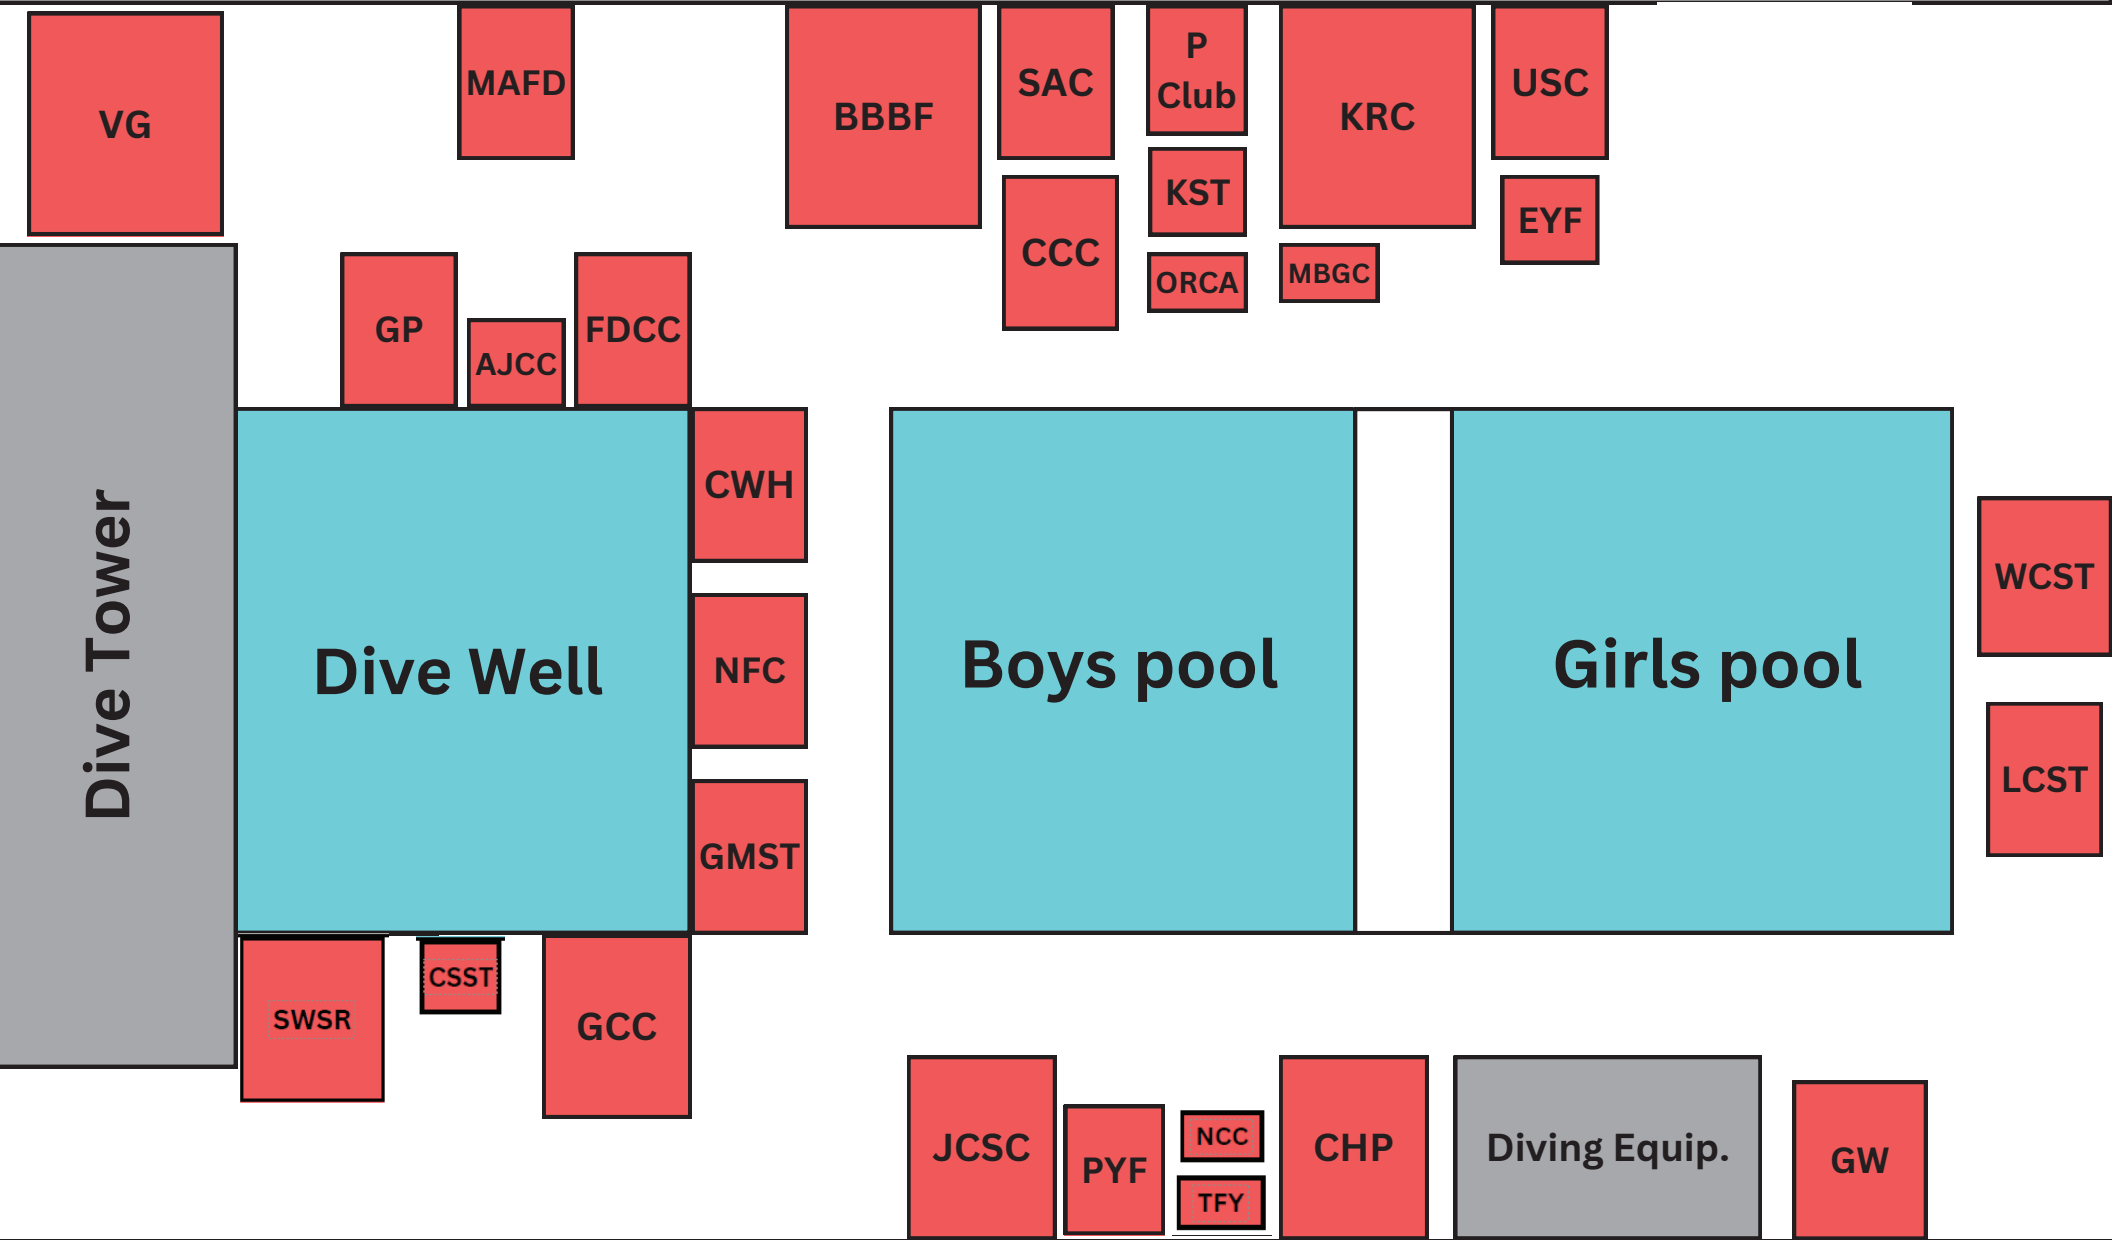 VG
MAFD
BBBF
SAC
P
Club
KRC
USC
KST
EYF
CCC
ORCA
MBGC
GP
AJCC
FDCC
CWH
Dive Tower
Dive Well
NFC
Boys pool
Girls pool
WCST
LCST
GMST
SWSR
CSST
GCC
JCSC
PYF
NCC
TFY
CHP
Diving Equip.
GW